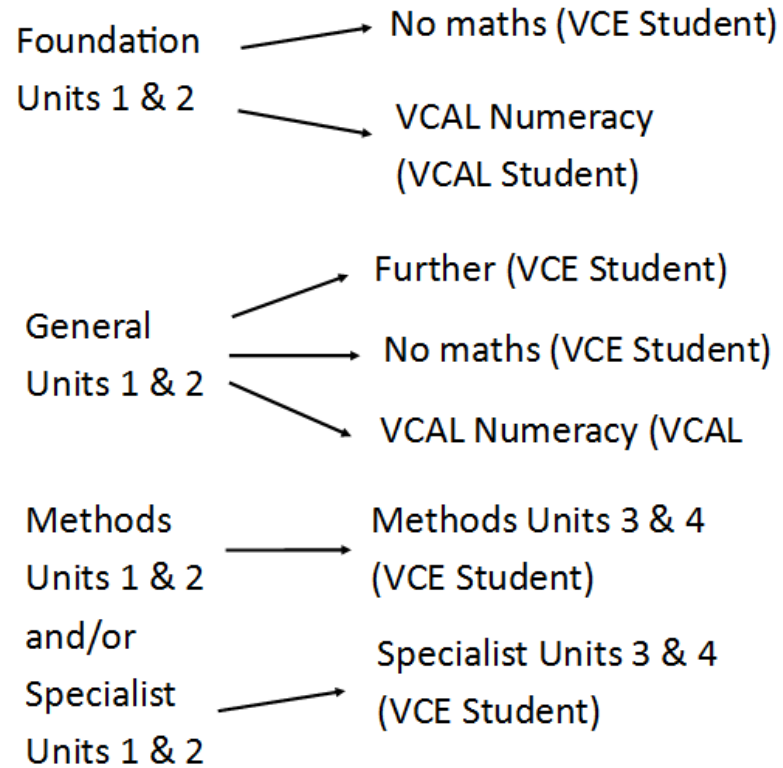 Foundation
Units 1 & 2
No maths (VCE Student)
VCAL Numeracy
(VCAL Student)
General
Units 1 & 2
Further (VCE Student)
No maths (VCE Student)
VCAL Numeracy (VCAL
Methods
Units 1 & 2
and/or
Specialist
Units 1 & 2
Methods Units 3 & 4
(VCE Student)
Specialist Units 3 & 4
(VCE Student)